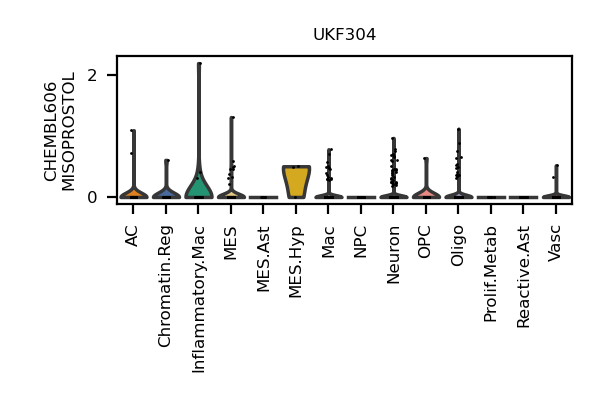 UKF304
CHEMBL606
MISOPROSTOL
2
0
AC
Chromatin.Reg
Inflammatory.Mac
MES
MES.Ast
MES.Hyp
Mac
NPC
Neuron
OPC
Oligo
Prolif.Metab
Reactive.Ast
Vasc